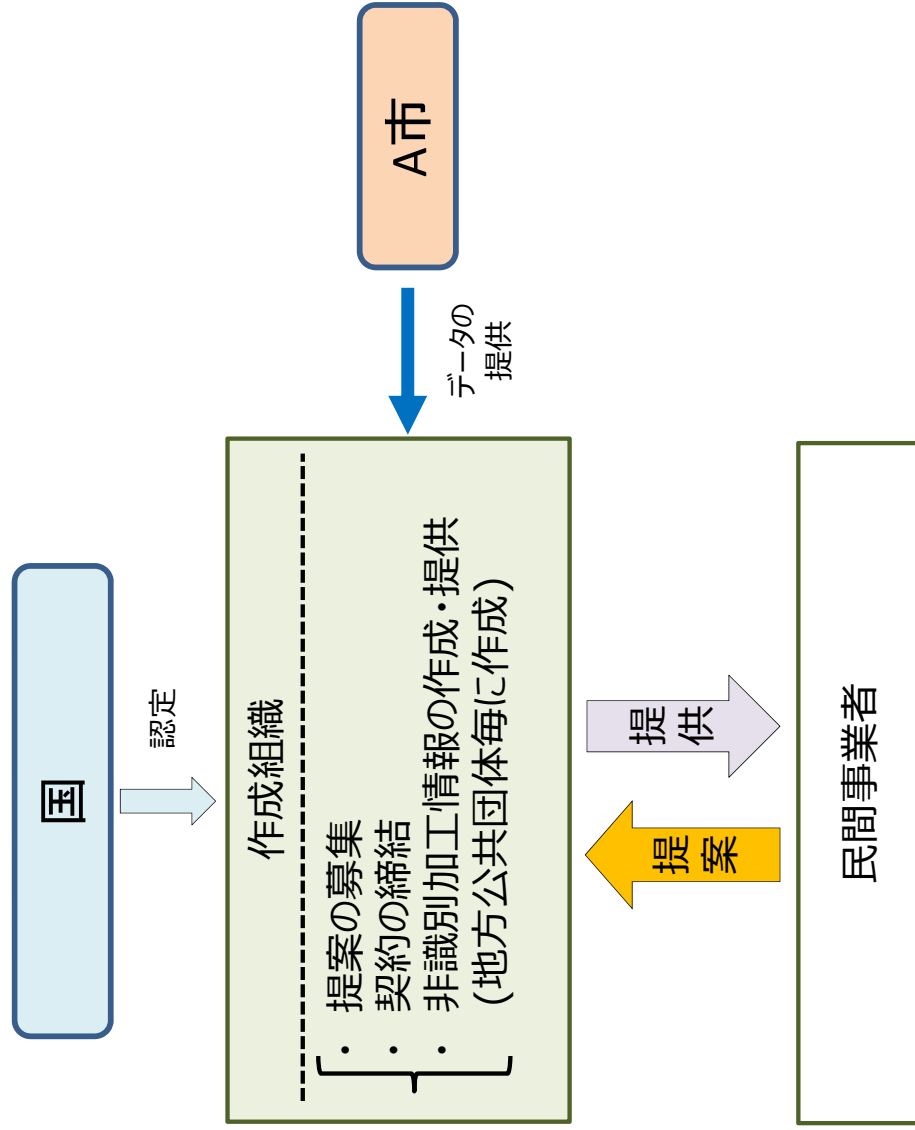 国
認定
作成組織
・ 提案の募集
・ 契約の締結
・ 非識別加工情報の作成・提供
(地方公共団体毎に作成)
A市
データの
提供
提案
提供
民間事業者